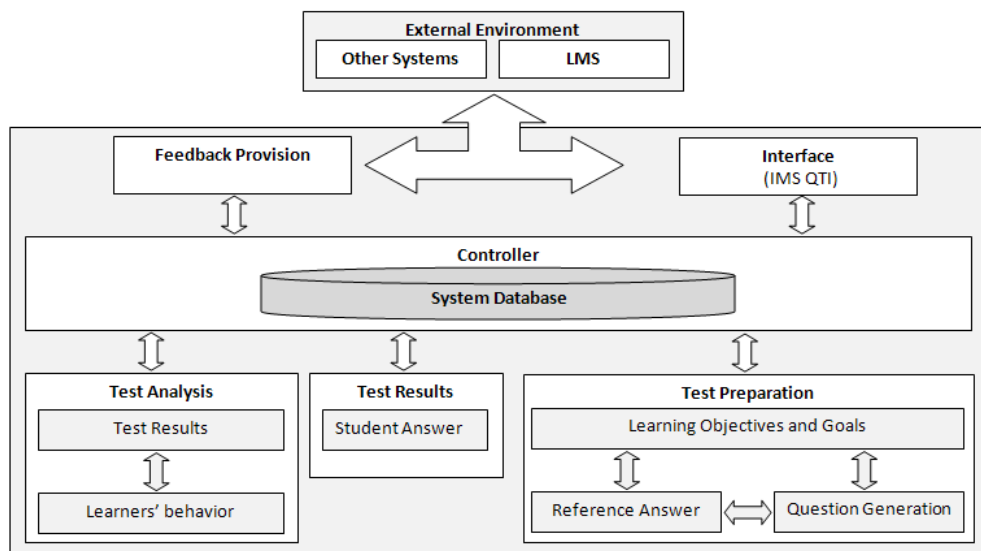 External Environment
Other Systems
LMS
Feedback Provision
Interface
(IMS QTI)
Controller
System Database
Test Analysis
Test Results
Learners’ behavior
Test Results
Student Answer
Test Preparation
Learning Objectives and Goals
Reference Answer
Question Generation